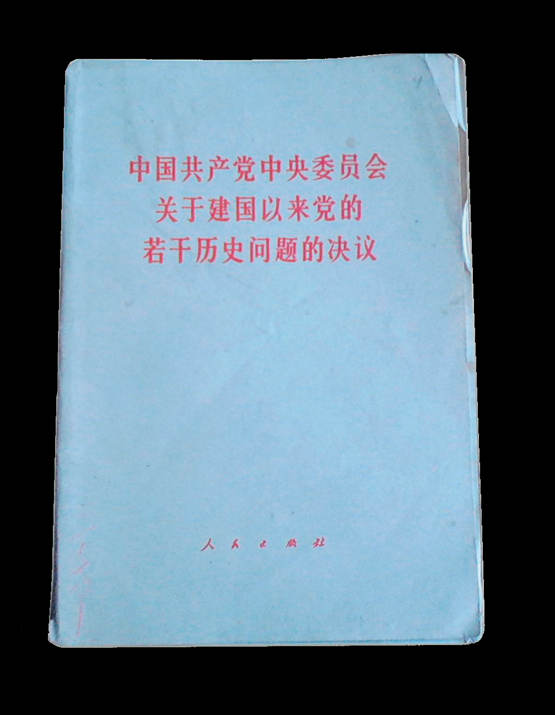 中国共产党中央委员会
关于建国以来党的
若干历史问题的决议
人民出版社